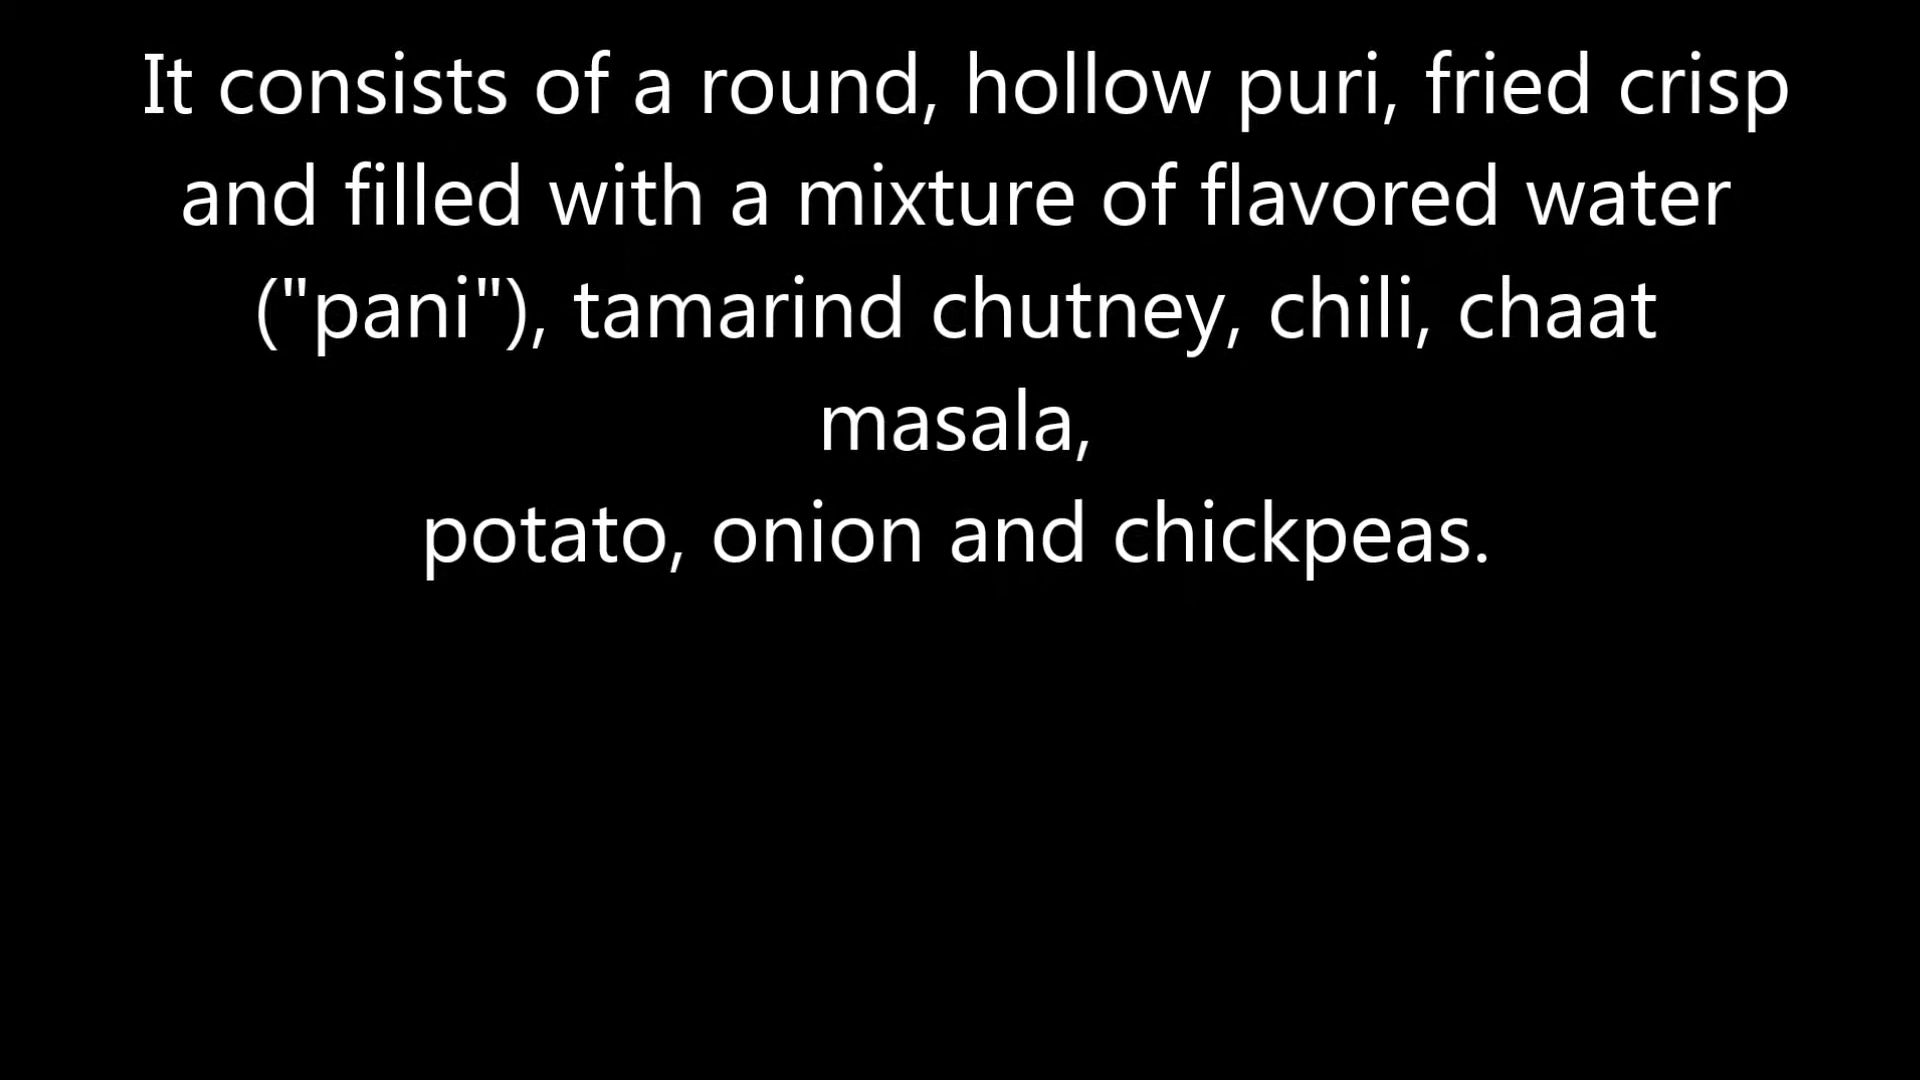 It consists of a round, hollow puri, fried crisp
and filled with a mixture of flavored water
("pani"), tamarind chutney, chili, chaat
masala,
potato, onion and chickpeas.